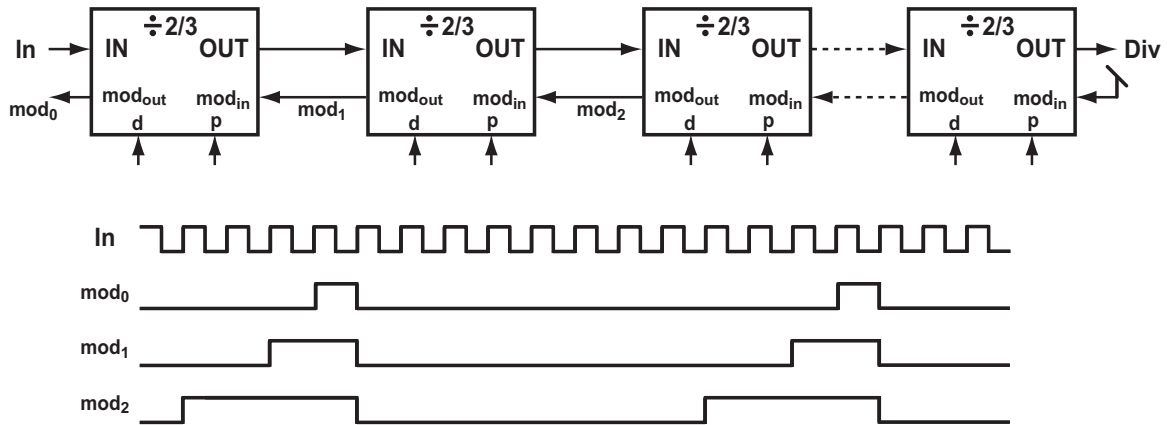 ÷2/3 ÷2/3 ÷2/3 ÷2/3
In IN OUT IN OUT IN OUT IN OUT Div
mod0 modout modin mod1 modout modin mod2 modout modin modout modin
d p d p d p d p
In
mod0
mod1
mod2